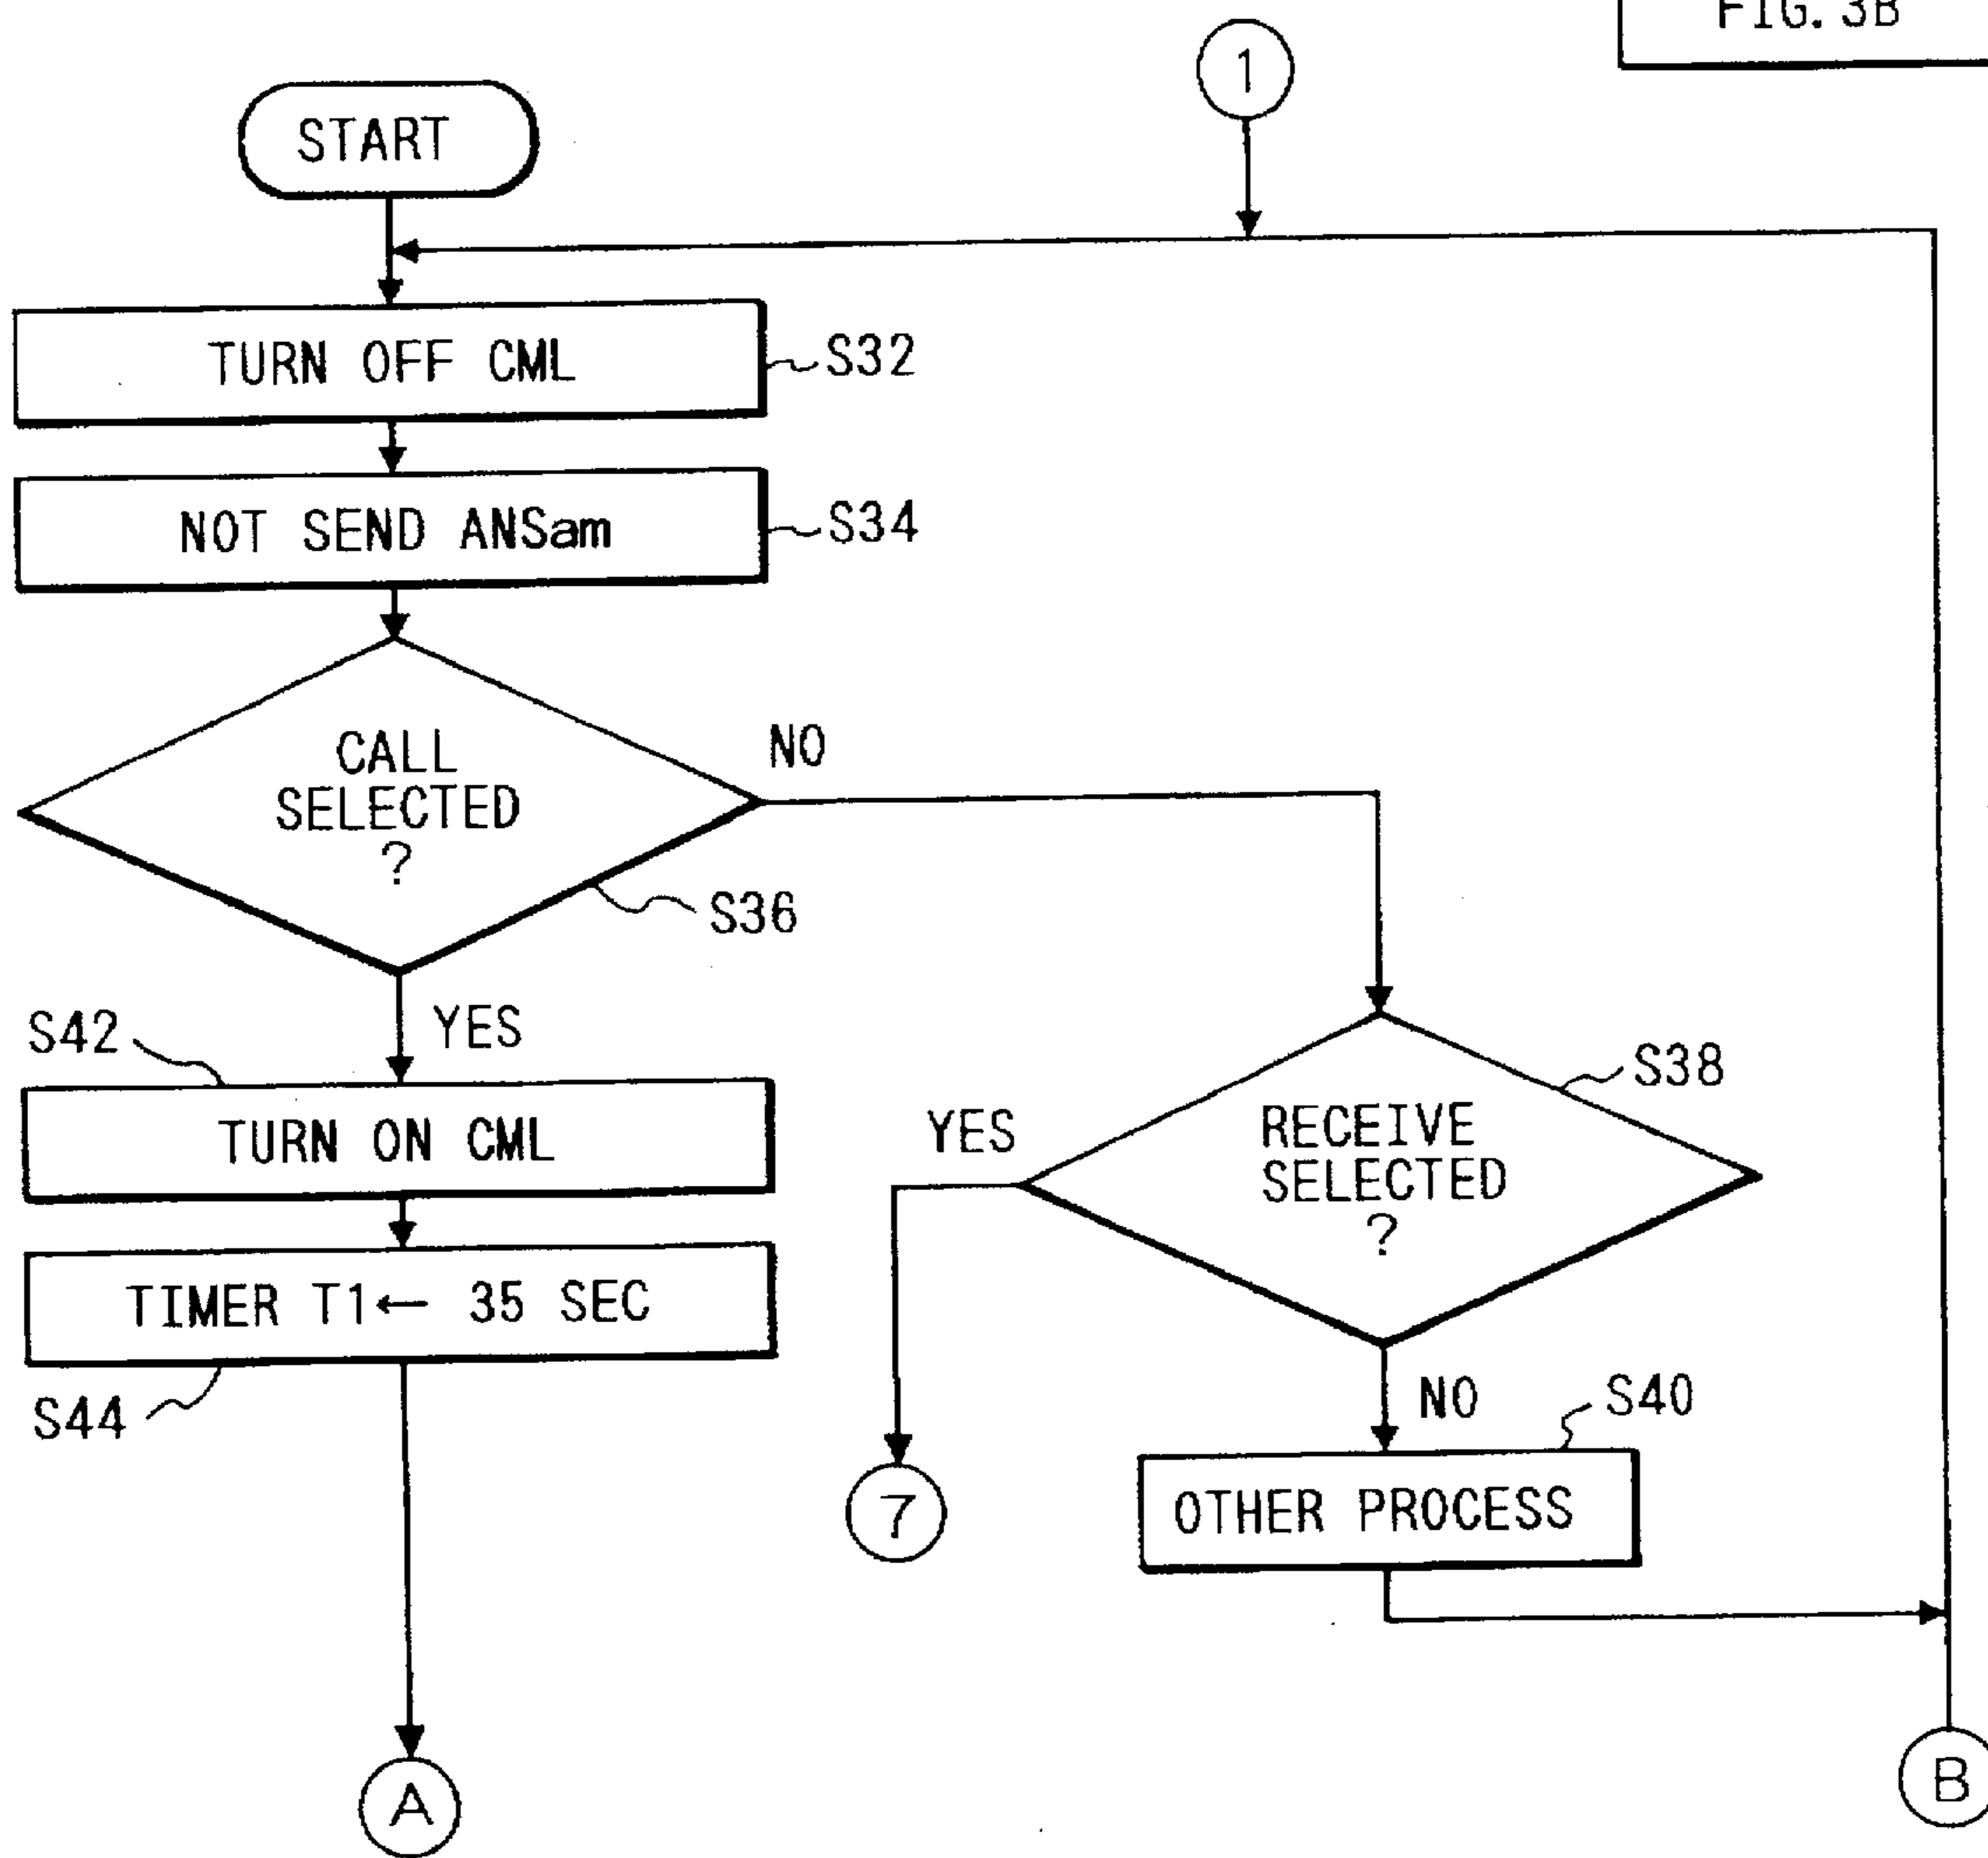 FIG. 3B
1
START
TURN OFF CML
S32
NOT SEND ANSam
S34
CALL
SELECTED
?
NO
S36
YES
S42
TURN ON CML
TIMER T1← 35 SEC
S44
A
S38
RECEIVE
SELECTED
?
YES
7
NO
S40
OTHER PROCESS
B